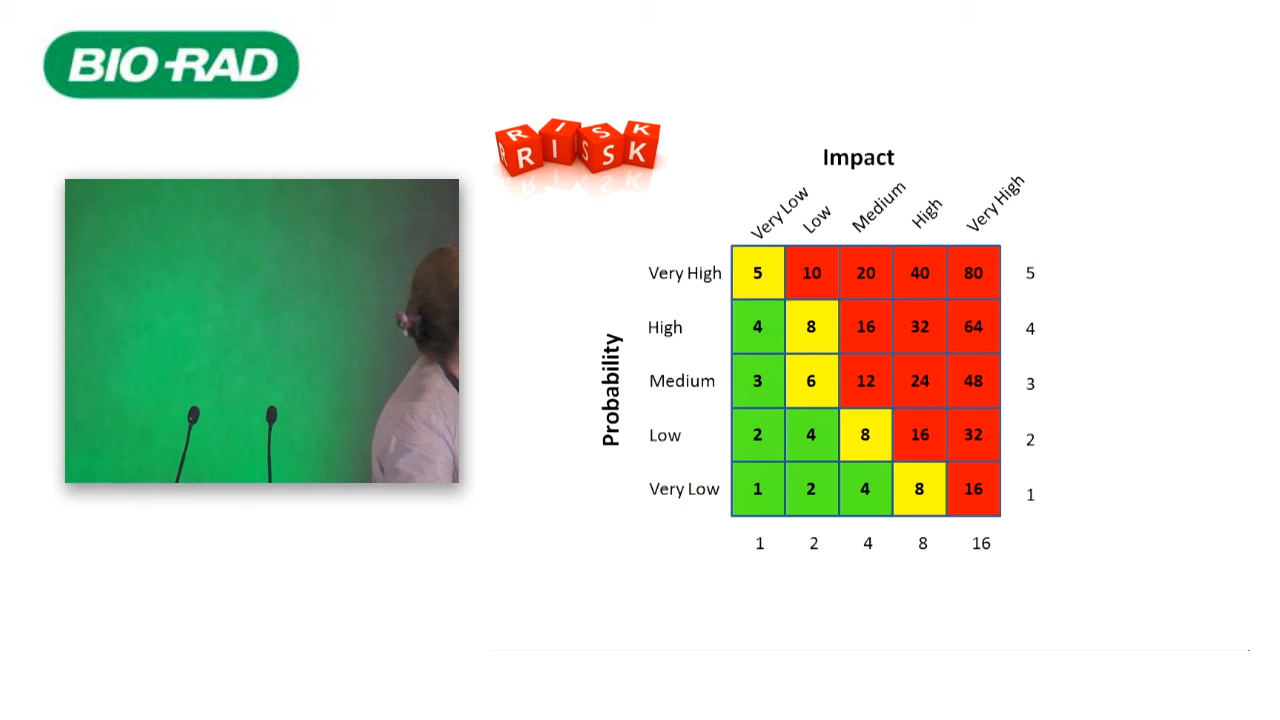 BIO-RAD
R I S K
R R I S S K
Impact
Very Low Low Medium High Very High
Probability
Very High 5 10 20 40 80 5
High 4 8 16 32 64 4
Medium 3 6 12 24 48 3
Low 2 4 8 16 32 2
Very Low 1 2 4 8 16 1
1 2 4 8 16